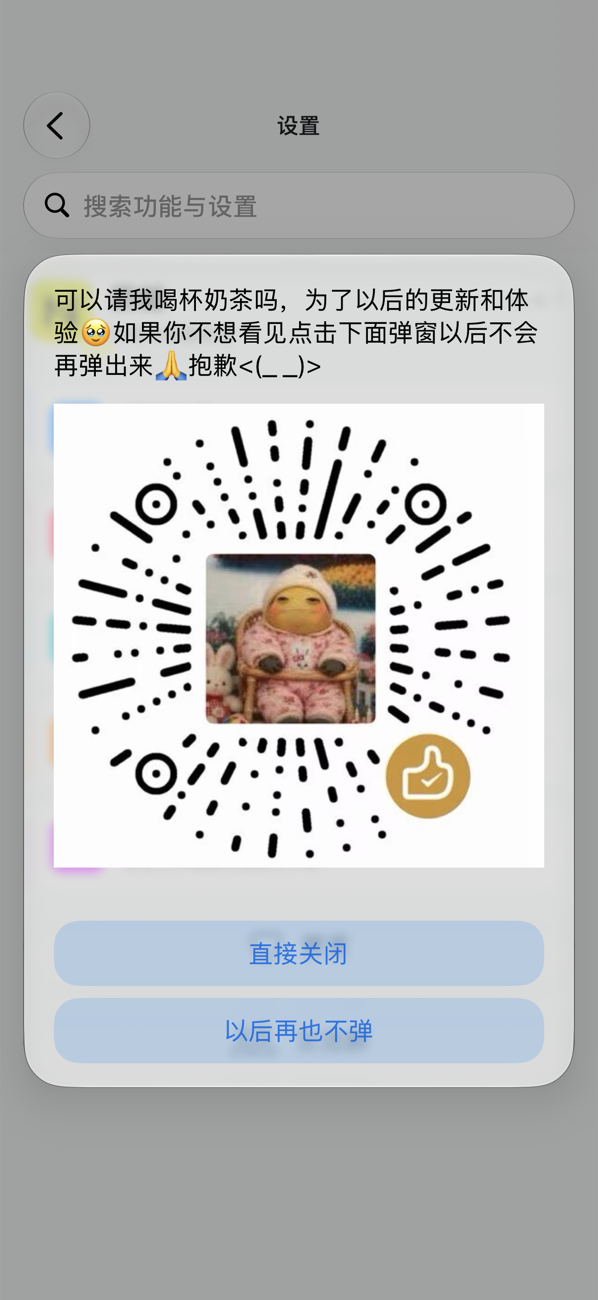 设置
搜索功能与设置
可以请我喝杯奶茶吗，为了以后的更新和体
验🥹如果你不想看见点击下面弹窗以后不会
再弹出来🙏抱歉<(_ _)>
直接关闭
以后再也不弹